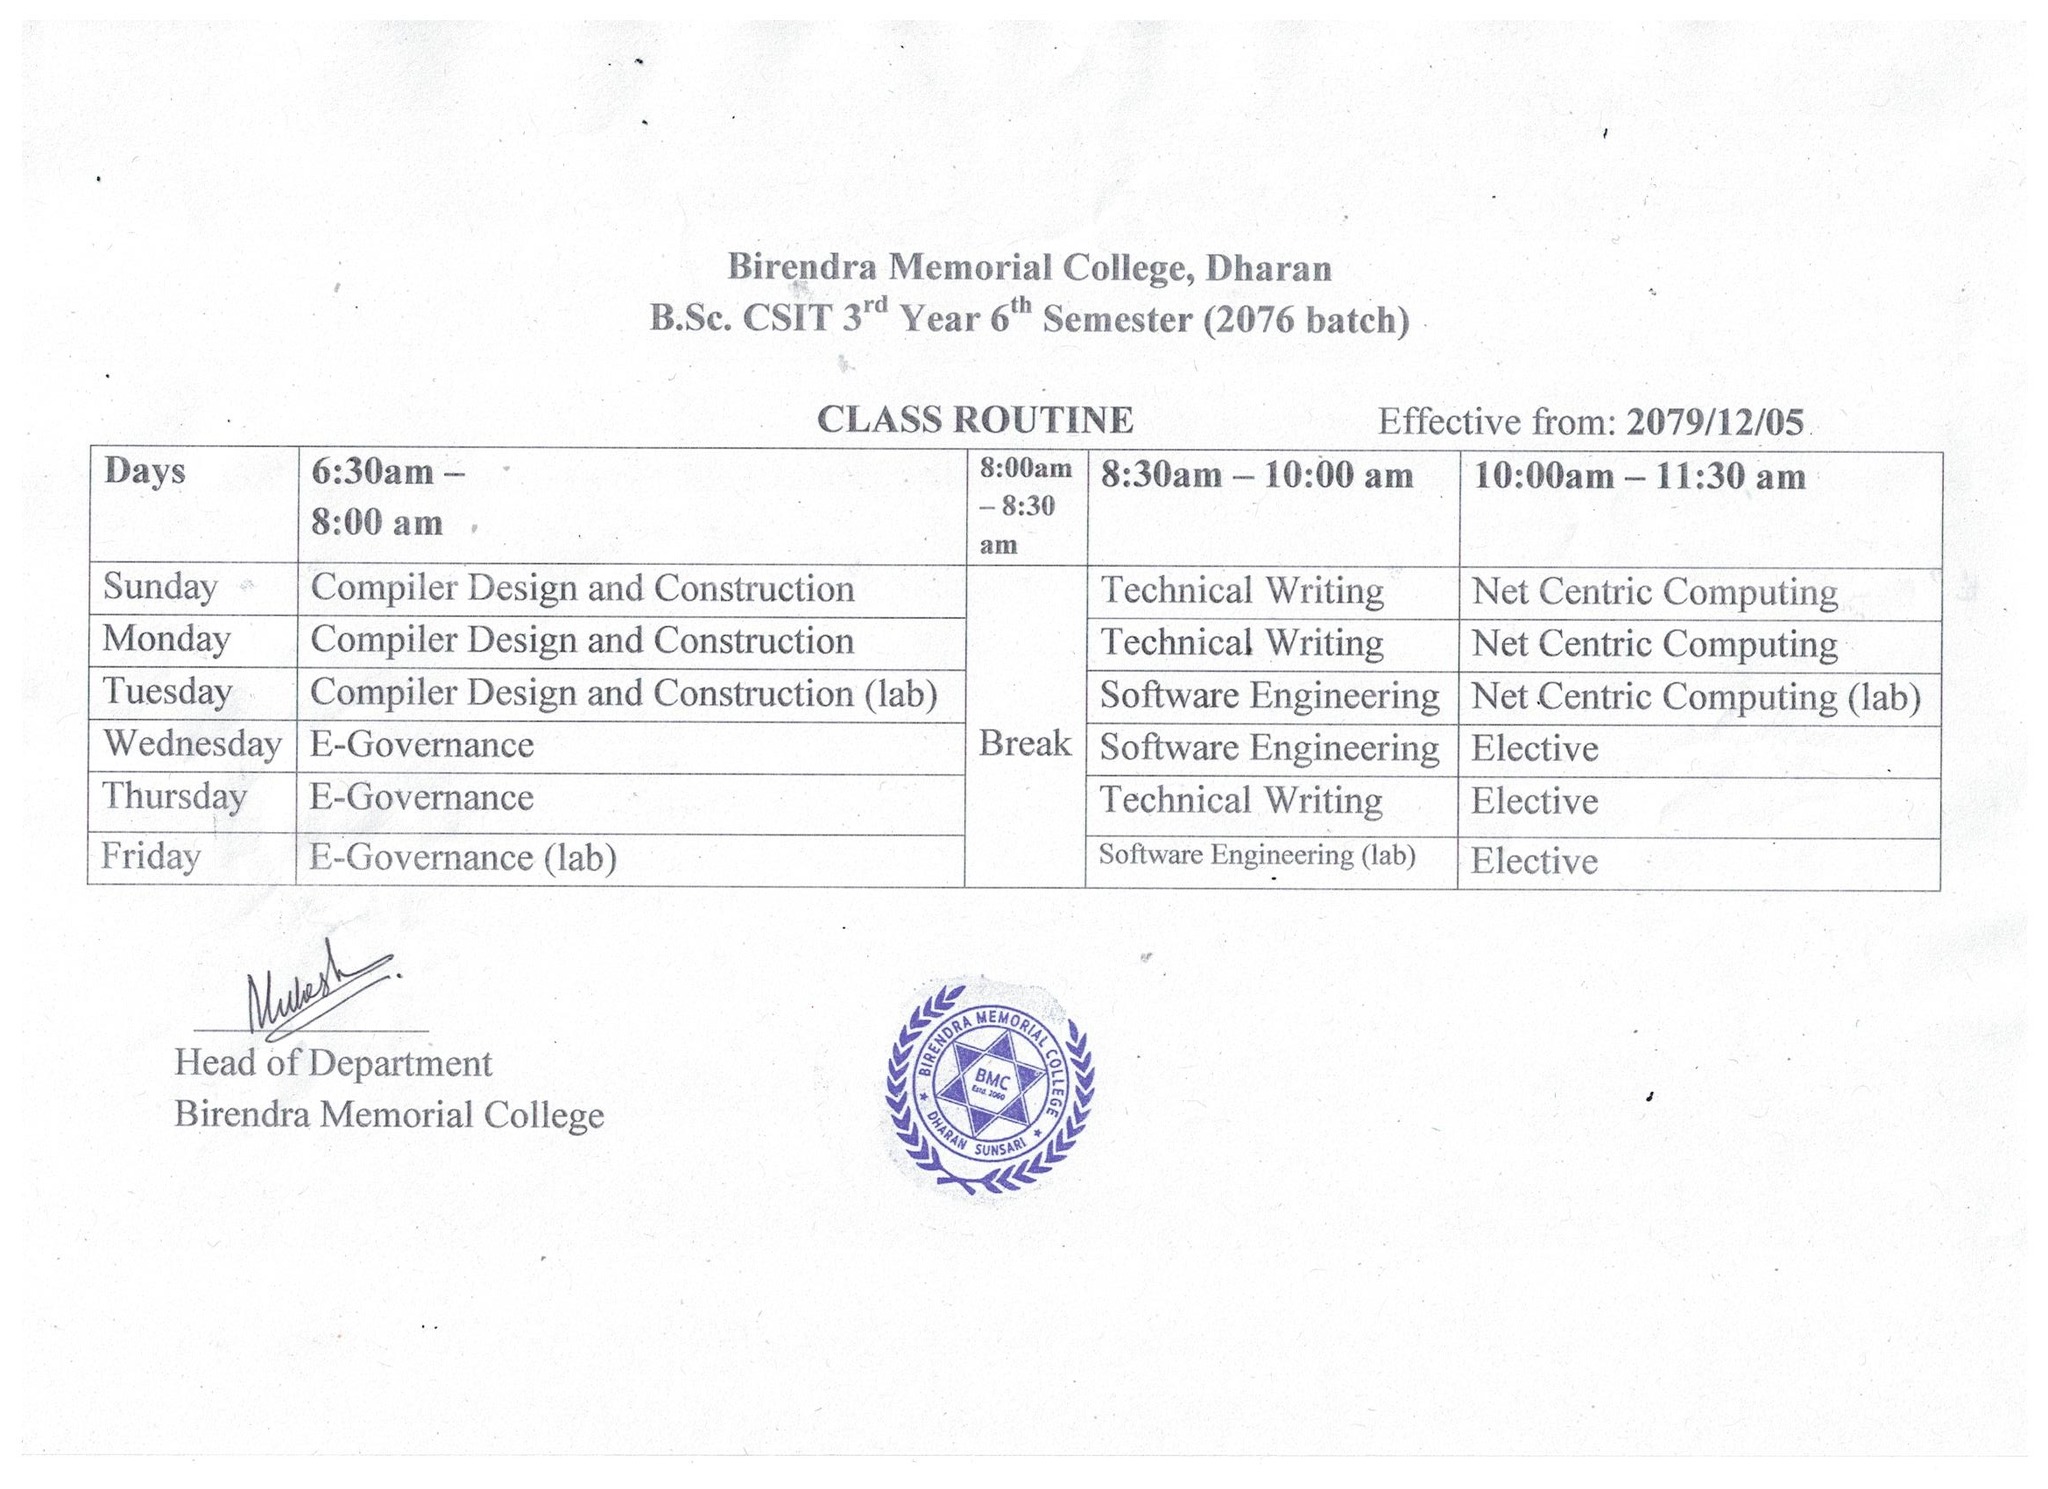 Birendra Memorial College, Dharan
B.Sc. CSIT 3rd Year 6th Semester (2076 batch)
CLASS ROUTINE Effective from: 2079/12/05
Days 6:30am – 8:00 am 8:00am – 8:30 am 8:30am – 10:00 am 10:00am – 11:30 am
Sunday Compiler Design and Construction Technical Writing Net Centric Computing
Monday Compiler Design and Construction Technical Writing Net Centric Computing
Tuesday Compiler Design and Construction (lab) Software Engineering Net Centric Computing (lab)
Wednesday E-Governance Break Software Engineering Elective
Thursday E-Governance Technical Writing Elective
Friday E-Governance (lab) Software Engineering (lab) Elective
Mukesh
Head of Department
Birendra Memorial College
BIRENDRA MEMORIAL COLLEGE
BMC
Estd. 2060
DHARAN SUNSARI